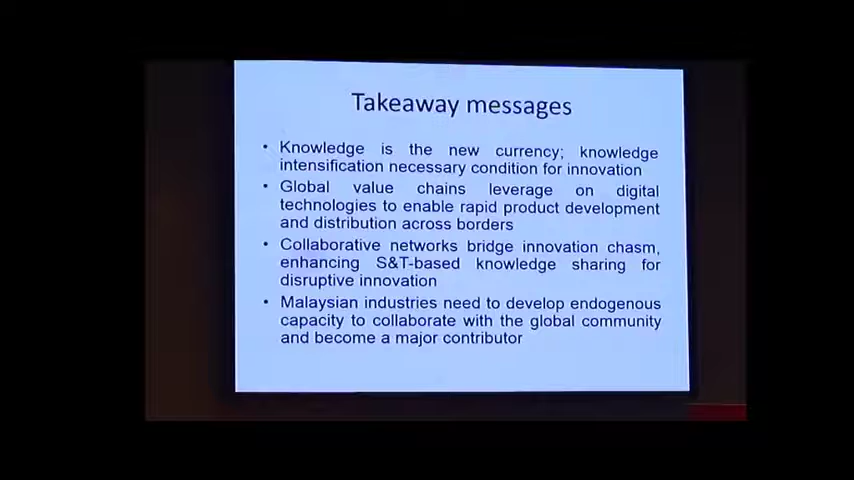 Takeaway messages
• Knowledge is the new currency; knowledge
intensification necessary condition for innovation
• Global value chains leverage on digital
technologies to enable rapid product development
and distribution across borders
• Collaborative networks bridge innovation chasm,
enhancing S&T-based knowledge sharing for
disruptive innovation
• Malaysian industries need to develop endogenous
capacity to collaborate with the global community
and become a major contributor